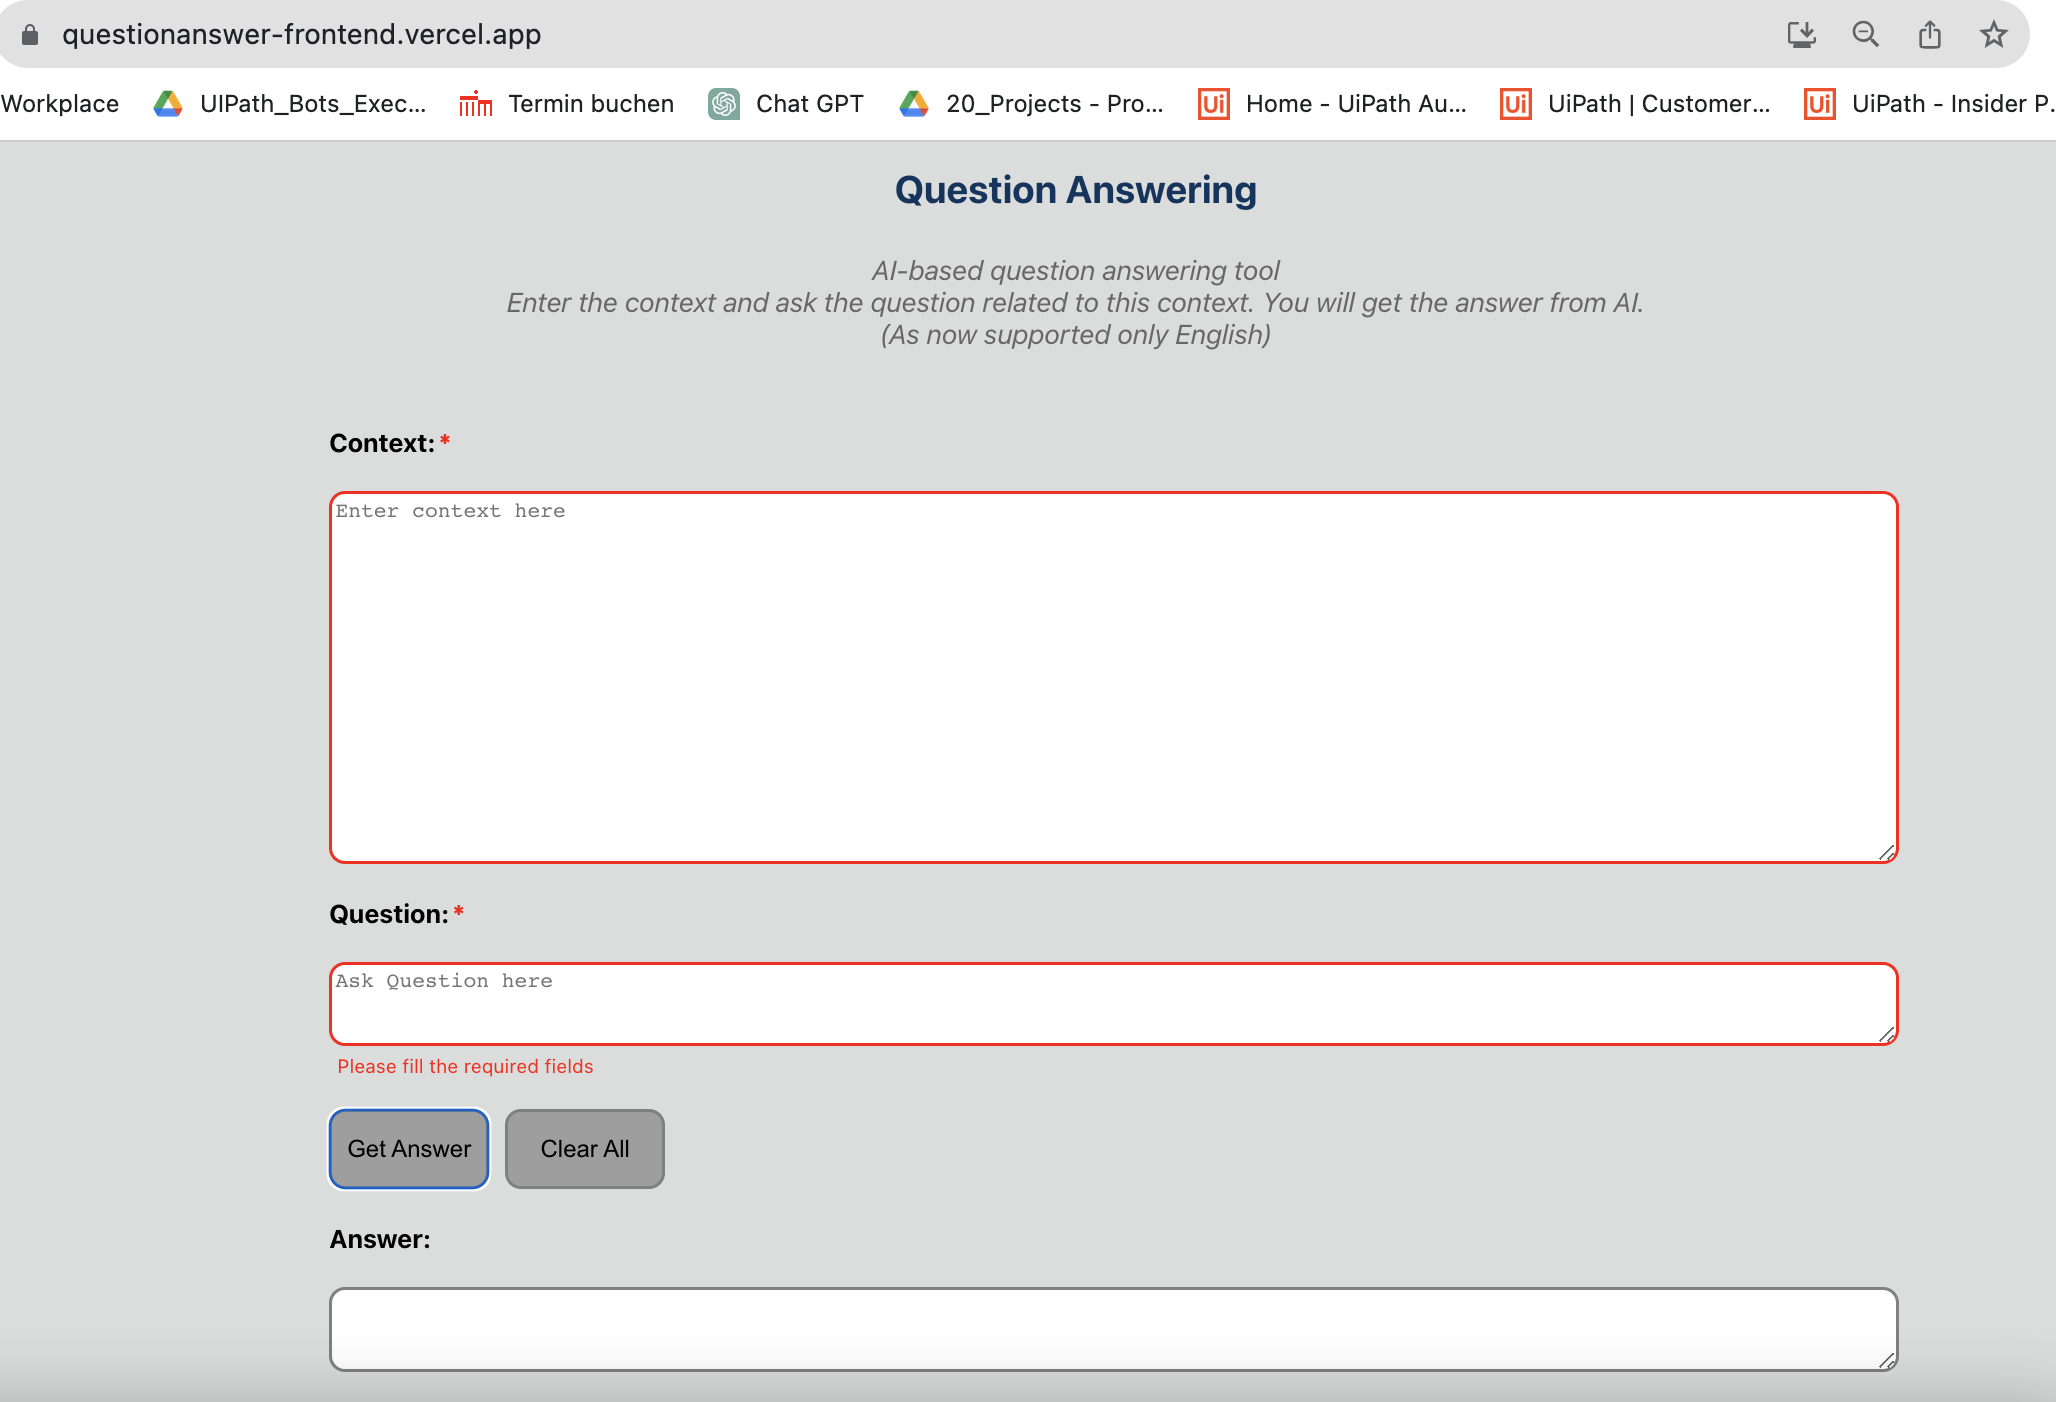 questionanswer-frontend.vercel.app
Workplace UIPath_Bots_Exec... Termin buchen Chat GPT 20_Projects - Pro... Ui Home - UiPath Au... Ui UiPath | Customer... Ui UiPath - Insider P.
Question Answering
AI-based question answering tool
Enter the context and ask the question related to this context. You will get the answer from AI.
(As now supported only English)
Context: *
Enter context here
Question: *
Ask Question here
Please fill the required fields
Get Answer Clear All
Answer: